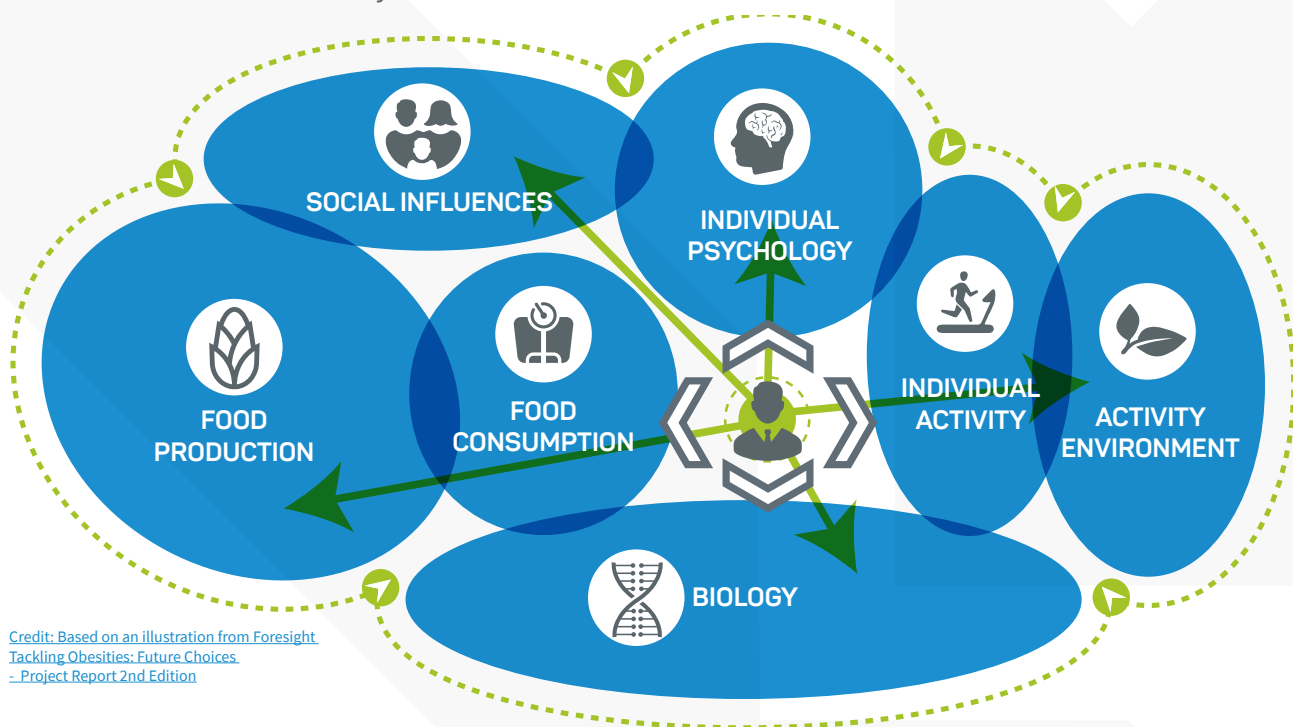 SOCIAL INFLUENCES
INDIVIDUAL
PSYCHOLOGY
FOOD
PRODUCTION
FOOD
CONSUMPTION
INDIVIDUAL
ACTIVITY
ACTIVITY
ENVIRONMENT
BIOLOGY
Credit: Based on an illustration from Foresight
Tackling Obesities: Future Choices
- Project Report 2nd Edition